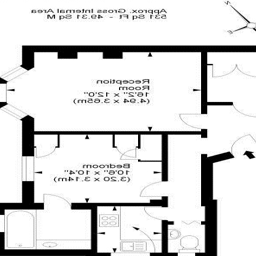 Approx. Gross Internal Area
531 Sq Ft - 49.31 Sq M
Reception
Room
16'2" x 12'0"
(4.94 x 3.65m)
Bedroom
10'6" x 10'4"
(3.20 x 3.14m)